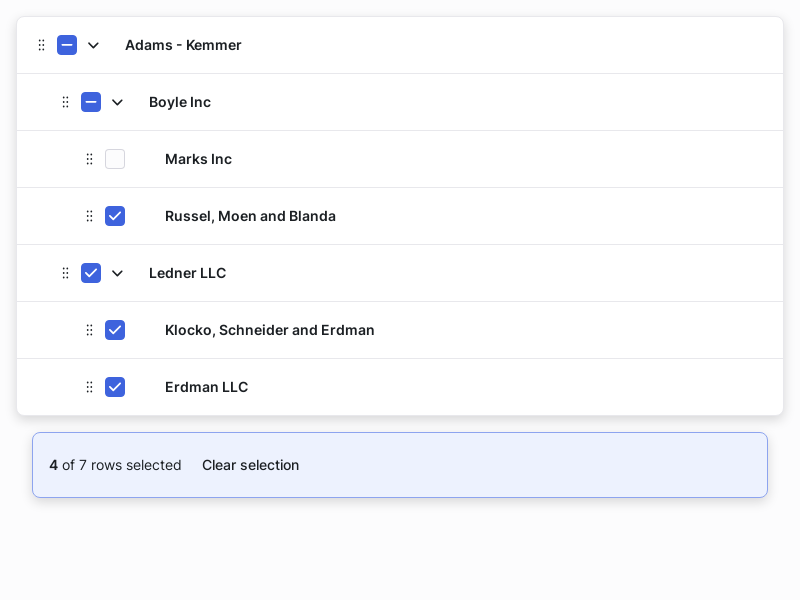 Adams - Kemmer
Boyle Inc
Marks Inc
Russel, Moen and Blanda
Ledner LLC
Klocko, Schneider and Erdman
Erdman LLC
4 of 7 rows selected Clear selection